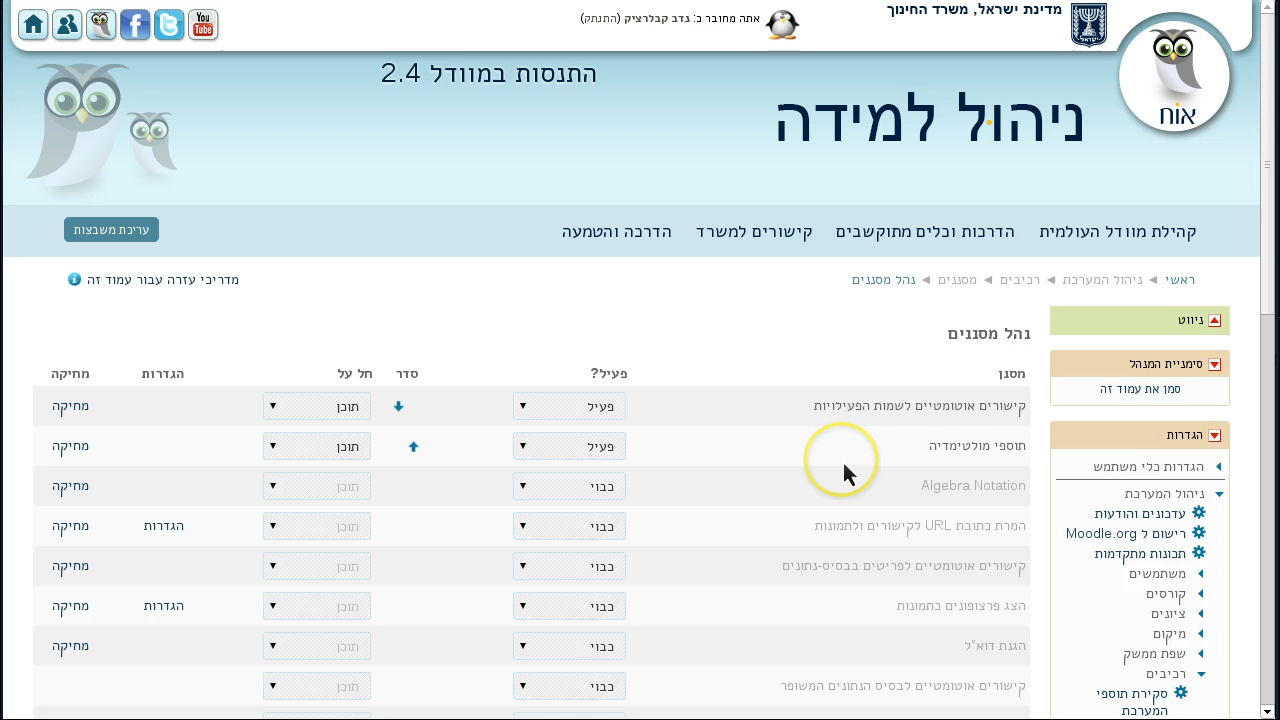 מדינת ישראל, משרד החינוך
אתה מחובר כ: נדב קבלרציק (התנתק)
You
Tube
אוח
ניהול למידה
התנסות במוודל 2.4
קהילת מוודל העולמית
הדרכות וכלים מתוקשבים
קישורים למשרד
הדרכה והטמעה
עריכת משבצות
ראשי ◄ ניהול המערכת ◄ רכיבים ◄ מסננים ◄ נהל מסננים
מדריכי עזרה עבור עמוד זה
ניווט
סימניית המנהל
סמן את עמוד זה
הגדרות
הגדרות כלי משתמש
ניהול המערכת
עדכונים והודעות
רישום ל Moodle.org
תכונות מתקדמות
משתמשים
קורסים
ציונים
מיקום
שפת ממשק
רכיבים
סקירת תוספי
המערכת
נהל מסננים
מסנן פעיל? סדר חל על הגדרות מחיקה
קישורים אוטומטיים לשמות הפעילויות פעיל תוכן מחיקה
תוספי מולטימדיה פעיל תוכן מחיקה
Algebra Notation כבוי תוכן מחיקה
המרת כתובת URL לקישורים ולתמונות כבוי תוכן הגדרות מחיקה
קישורים אוטומטיים לפריטים בבסיס-נתונים כבוי תוכן מחיקה
הצג פרצופונים כתמונות כבוי תוכן הגדרות מחיקה
הגנת דוא"ל כבוי תוכן מחיקה
קישורים אוטומטיים לבסיס הנתונים המשופר כבוי תוכן